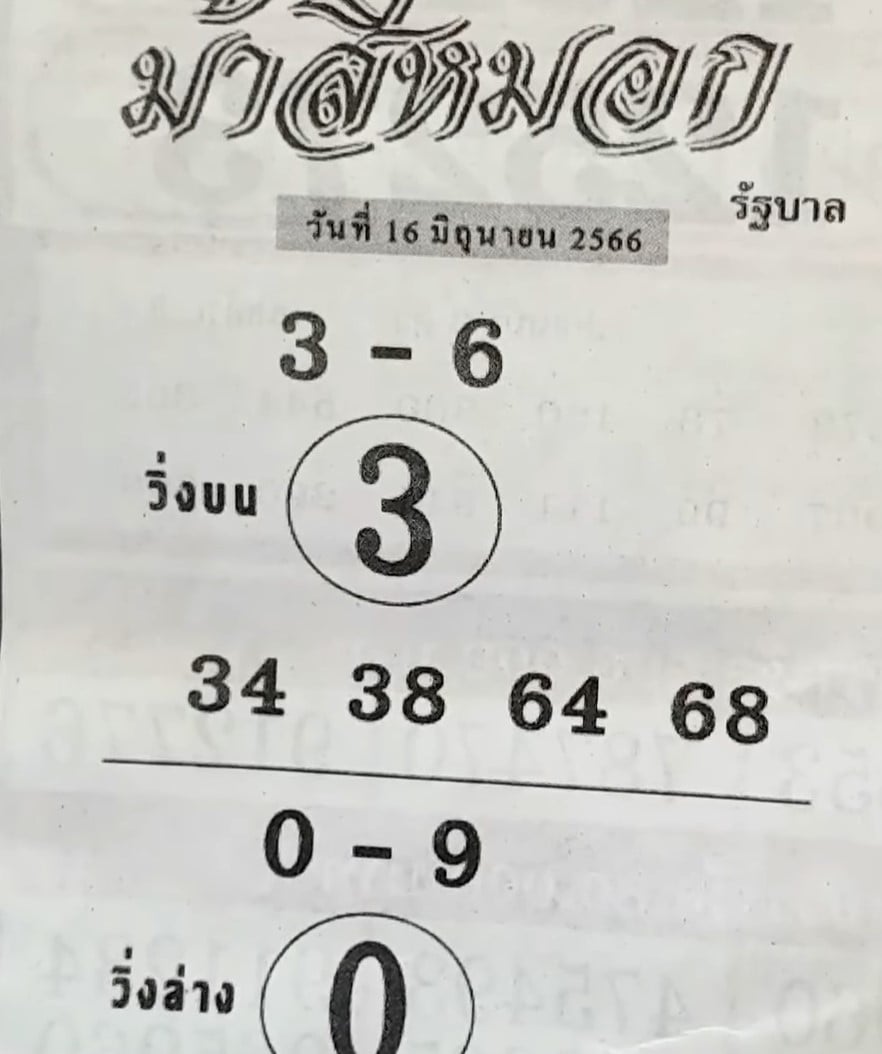 ม้าสีหมอก
รัฐบาล
วันที่ 16 มิถุนายน 2566
3 - 6
วิ่งบน 3
34 38 64 68
0 - 9
วิ่งล่าง 0